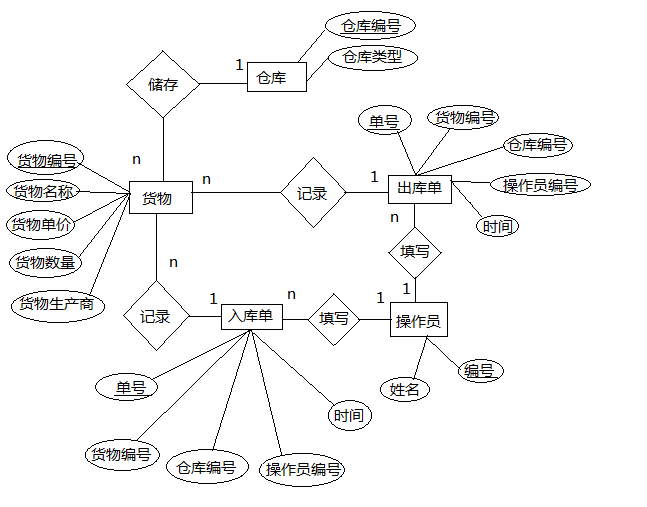 仓库编号
1
仓库
仓库类型
储存
单号
货物编号
仓库编号
n
货物编号
货物名称
货物
n
记录
1
出库单
操作员编号
货物单价
n
时间
货物数量
n
填写
货物生产商
记录
1
入库单
n
填写
1
1
操作员
单号
姓名
编号
时间
货物编号
仓库编号
操作员编号